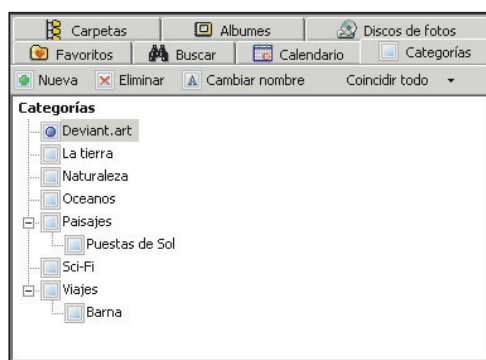 Carpetas Albumes Discos de fotos
Favoritos Buscar Calendario Categorías
Nueva Eliminar A Cambiar nombre Coincidir todo
Categorías
Deviant.art
La tierra
Naturaleza
Oceanos
Paisajes
Puestas de Sol
Sci-Fi
Viajes
Barna